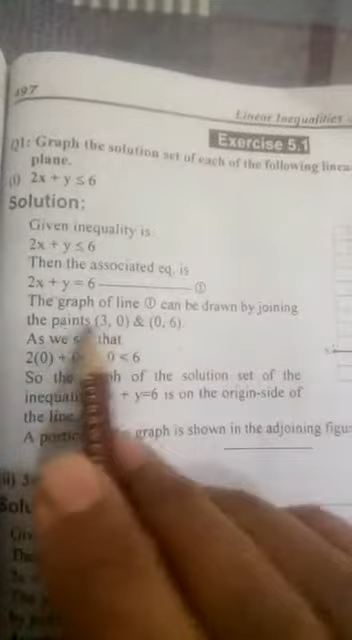 497
Linear Inequalities
Exercise 5.1
Q1: Graph the solution set of each of the following linea
plane.
(i) 2x + y ≤ 6
Solution:
Given inequality is
2x + y ≤ 6
Then the associated eq. is
2x + y = 6 ①
The graph of line ① can be drawn by joining
the paints (3, 0) & (0, 6).
As we that
2(0) + 0 < 6
So the of the solution set of the
+ y=6 is on the origin-side of
the line
A graph is shown in the adjoining figu
ii) 3
Solu